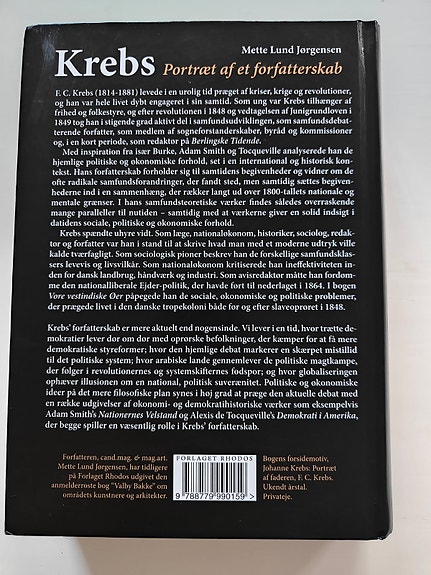 Mette Lund Jørgensen
Krebs Portræt af et forfatterskab
F. C. Krebs (1814-1881) levede i en urolig tid præget af kriser, krige og revolutioner,
og han var hele livet dybt engageret i sin samtid. Som ung var Krebs tilhænger af
frihed og folkestyre, og efter revolutionen i 1848 og vedtagelsen af Junigrundloven i
1849 tog han i stigende grad aktivt del i samfundsudviklingen, som samfundsdebat-
terende forfatter, som medlem af sogneforstanderskaber, byråd og kommissioner
og, i en kort periode, som redaktør på Berlingske Tidende.
Med inspiration fra især Burke, Adam Smith og Tocqueville analyserede han de
hjemlige politiske og økonomiske forhold, set i en international og historisk kon-
tekst. Hans forfatterskab forholder sig til samtidens begivenheder og vidner om de
ofte radikale samfundsforandringer, der fandt sted, men samtidig sættes begiven-
hederne ind i en sammenhæng, der rækker langt ud over 1800-tallets nationale og
mentale grænser. I hans samfundsteoretiske værker findes således overraskende
mange paralleller til nutiden – samtidig med at værkerne giver en solid indsigt i
datidens sociale, politiske og økonomiske forhold.
Krebs spændte uhyre vidt. Som læge, nationaløkonom, historiker, sociolog, redak-
tør og forfatter var han i stand til at skrive hvad man med et moderne udtryk ville
kalde tværfagligt. Som sociologisk pioner beskrev han de forskellige samfundsklas-
sers levevis og livsvilkår. Som nationaløkonom kritiserede han ineffektiviteten in-
den for dansk landbrug, håndværk og industri. Som avisredaktør måtte han fordøm-
me den nationalliberale Ejder-politik, der havde ført til nederlaget i 1864. I bogen
Vore vestindiske Øer påpegede han de sociale, økonomiske og politiske problemer,
der prægede livet i den danske tropekoloni både før og efter slaveoprøret i 1848.
Krebs' forfatterskab er mere aktuelt end nogensinde. Vi lever i en tid, hvor trætte de-
mokratier lever dør om dør med oprørske befolkninger, der kæmper for at få mere
demokratiske styreformer; hvor den hjemlige debat markerer en skærpet mistillid
til det politiske system; hvor arabiske lande gennemlever de politiske magtkampe,
der følger i revolutionernes og systemskifternes fodspor; og hvor globaliseringen
ophæver illusionen om en national, politisk suverænitet. Politiske og økonomiske
ideer på det mere filosofiske plan synes i høj grad at præge den aktuelle debat med
en række udgivelser af økonomi- og demokratihistoriske værker som eksempelvis
Adam Smith's Nationernes Velstand og Alexis de Tocqueville's Demokrati i Amerika,
der begge spiller en væsentlig rolle i Krebs' forfatterskab.
Forfatteren, cand.mag. & mag.art.
Mette Lund Jørgensen, har tidligere
på Forlaget Rhodos udgivet den
anmelderroste bog "Valby Bakke" om
områdets kunstnere og arkitekter.
FORLAGET RHODOS
9 788779 990159 >
Bogens forsidemotiv,
Johanne Krebs: Portræt
af faderen, F. C. Krebs.
Ukendt årstal.
Privateje.